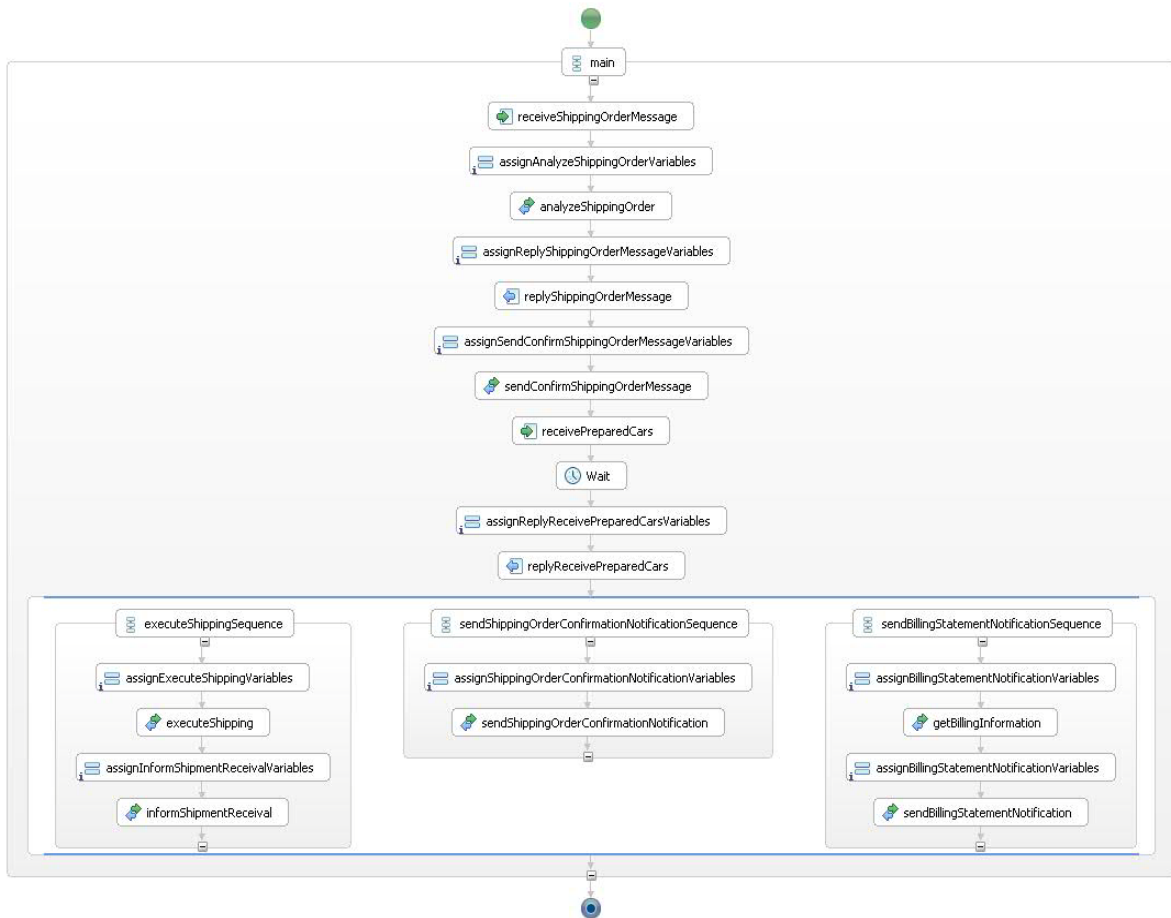 main
receiveShippingOrderMessage
assignAnalyzeShippingOrderVariables
analyzeShippingOrder
assignReplyShippingOrderMessageVariables
replyShippingOrderMessage
assignSendConfirmShippingOrderMessageVariables
sendConfirmShippingOrderMessage
receivePreparedCars
Wait
assignReplyReceivePreparedCarsVariables
replyReceivePreparedCars
executeShippingSequence
assignExecuteShippingVariables
executeShipping
assignInformShipmentReceivalVariables
informShipmentReceival
sendShippingOrderConfirmationNotificationSequence
assignShippingOrderConfirmationNotificationVariables
sendShippingOrderConfirmationNotification
sendBillingStatementNotificationSequence
assignBillingStatementNotificationVariables
getBillingInformation
assignBillingStatementNotificationVariables
sendBillingStatementNotification